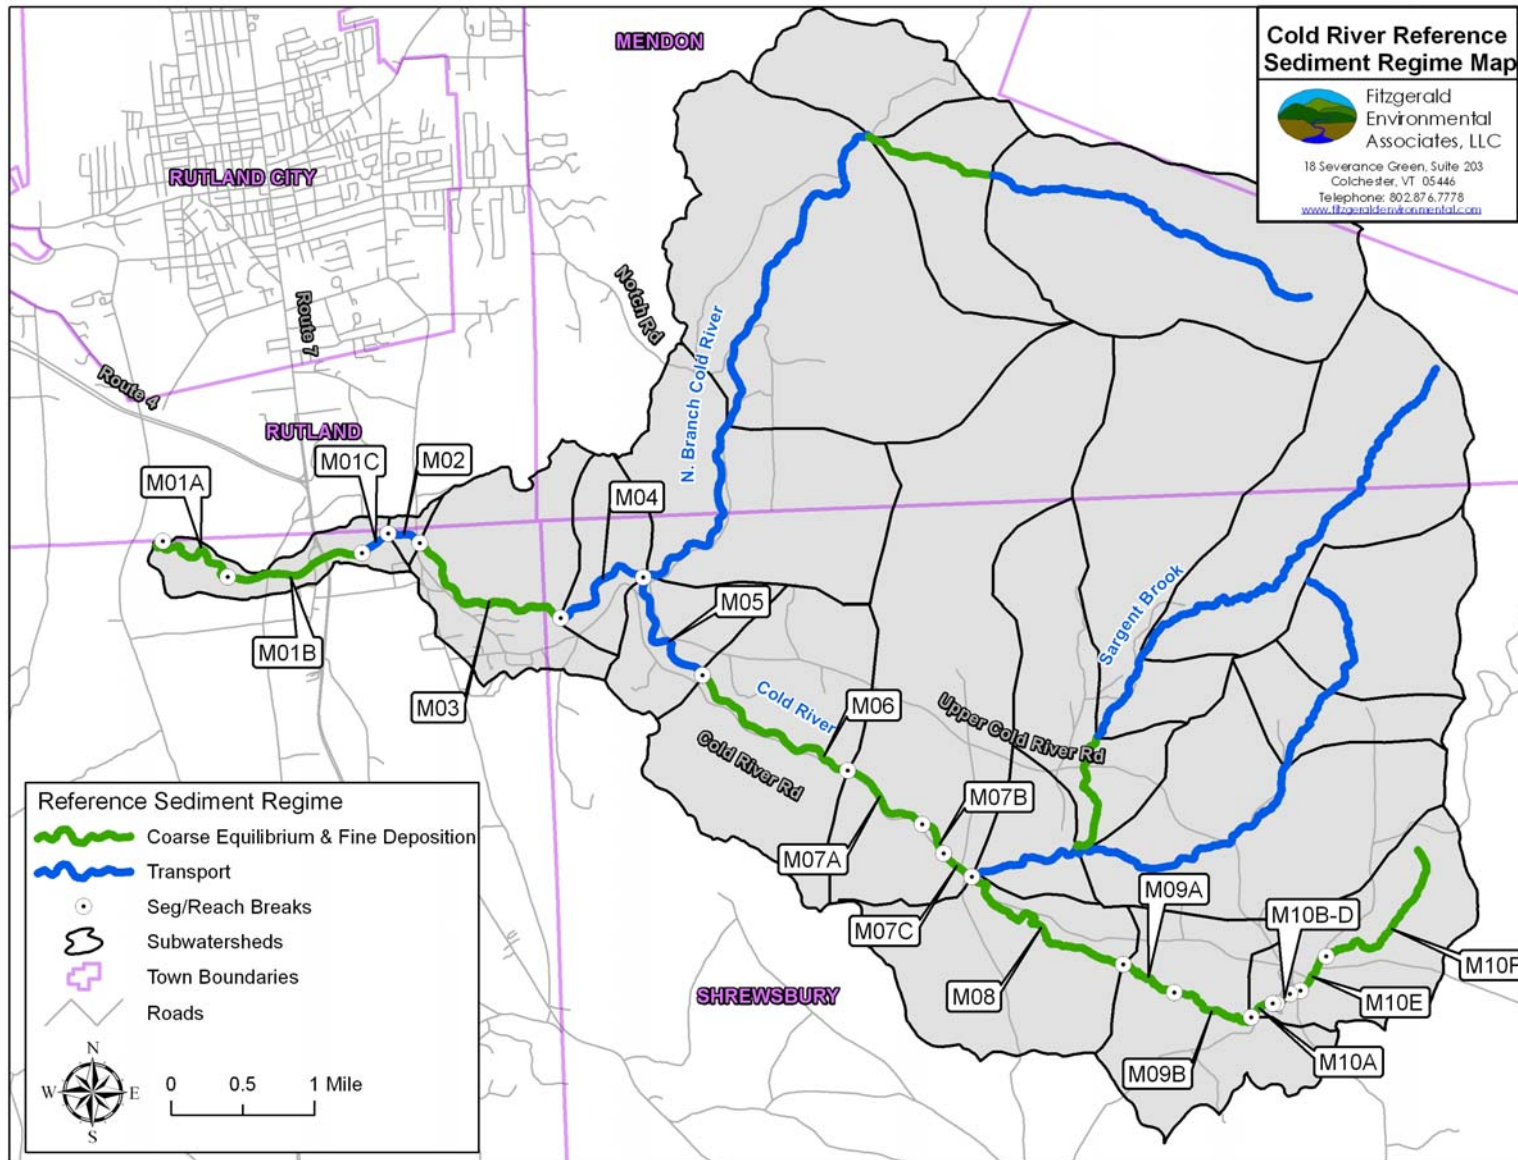 Cold River Reference
Sediment Regime Map
Fitzgerald
Environmental
Associates, LLC
18 Severance Green, Suite 203
Colchester, VT 05446
Telephone: 802.876.7778
www.fitzgeraldenvironmental.com
MENDON
RUTLAND CITY
Notch Rd
Route 7
Route 4
N. Branch Cold River
RUTLAND
M01A
M01C
M02
M04
M01B
M03
M05
Sargent Brook
Cold River
M06
Upper Cold River Rd
Cold River Rd
M07B
M07A
M09A
M10B-D
M07C
M10F
M08
SHREWSBURY
M10E
M10A
M09B
Reference Sediment Regime
Coarse Equilibrium & Fine Deposition
Transport
Seg/Reach Breaks
Subwatersheds
Town Boundaries
Roads
N
W E
S
0 0.5 1 Mile